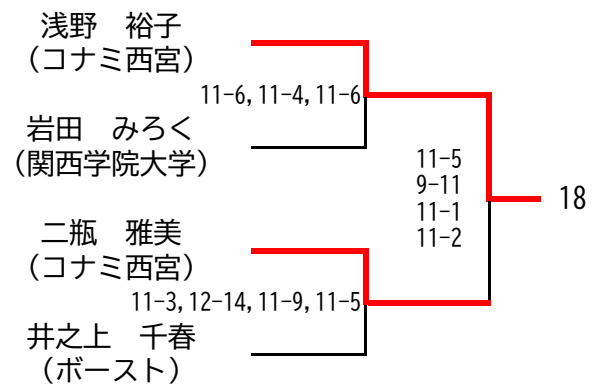 浅野　裕子
(コナミ西宮)
11-6,11-4,11-6
岩田　みろく
(関西学院大学)
11-5
9-11
11-1
11-2
18
二瓶　雅美
(コナミ西宮)
11-3,12-14,11-9,11-5
井之上　千春
(ボースト)